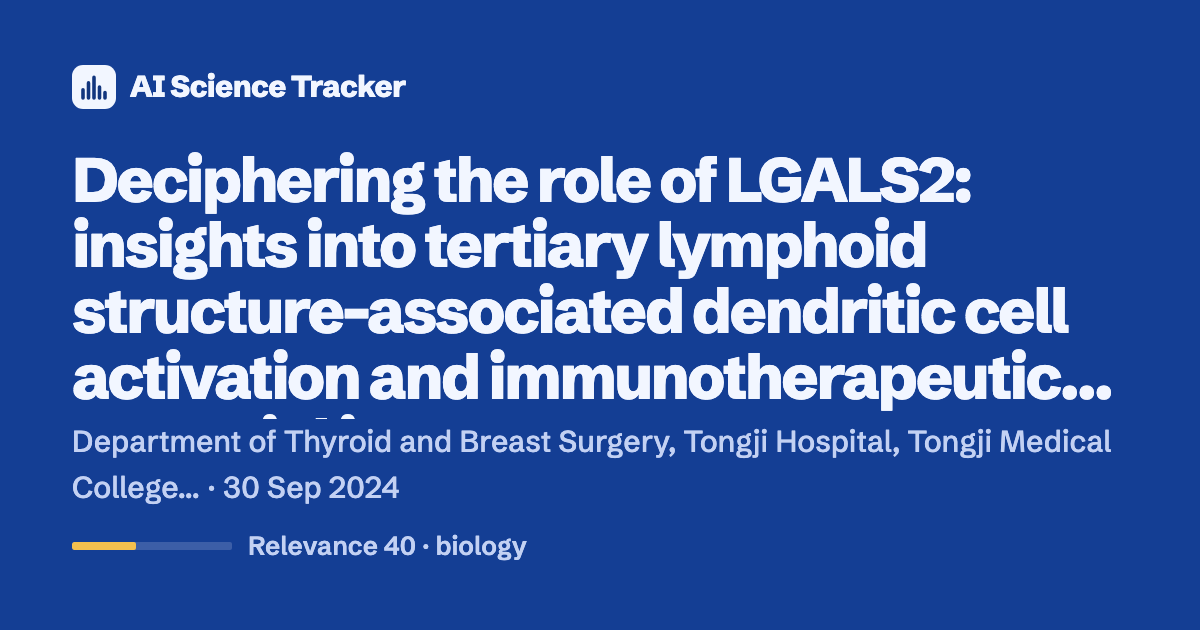 AI Science Tracker
Deciphering the role of LGALS2:
insights into tertiary lymphoid
structure-associated dendritic cell
activation and immunotherapeutic...
Department of Thyroid and Breast Surgery, Tongji Hospital, Tongji Medical
College... · 30 Sep 2024
Relevance 40 · biology